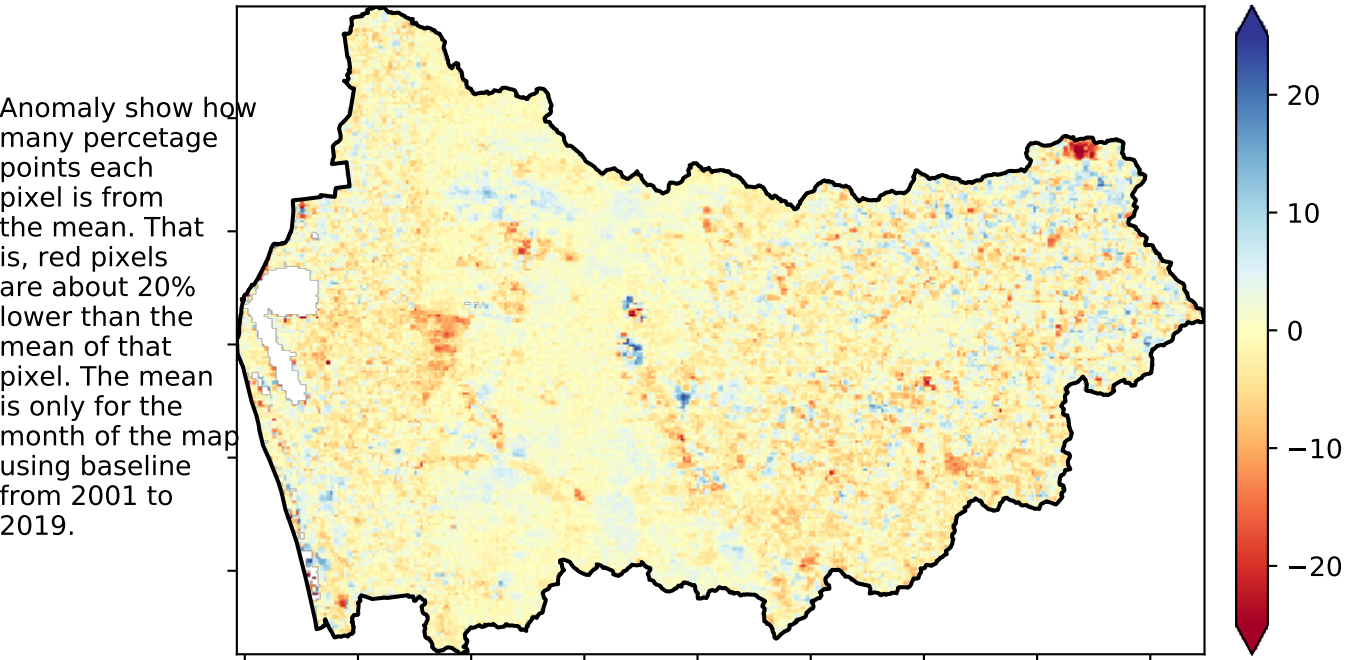 Anomaly show how
many percetage
points each
pixel is from
the mean. That
is, red pixels
are about 20%
lower than the
mean of that
pixel. The mean
is only for the
month of the map
using baseline
from 2001 to
2019.
20
10
0
−10
−20